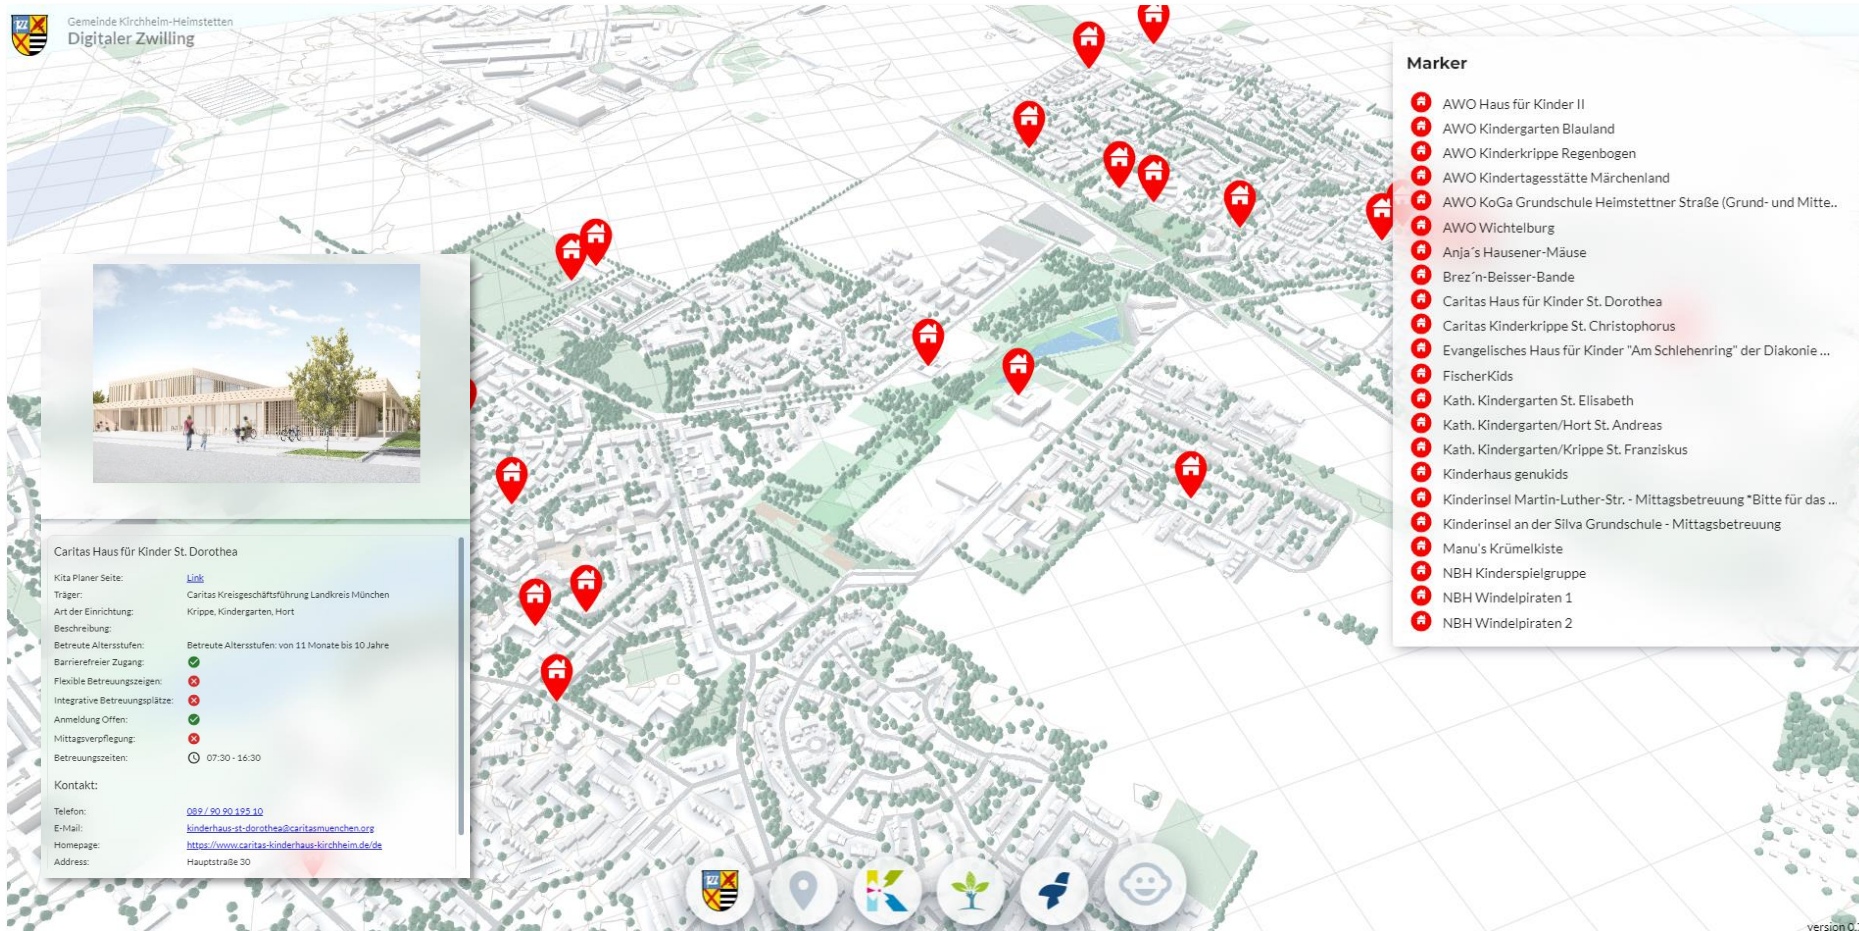 Gemeinde Kirchheim-Heimstetten
Digitaler Zwilling
Caritas Haus für Kinder St. Dorothea
Kita Planer Seite: Link
Träger: Caritas Kreisgeschäftsführung Landkreis München
Art der Einrichtung: Krippe, Kindergarten, Hort
Beschreibung:
Betreute Altersstufen: Betreute Altersstufen: von 11 Monate bis 10 Jahre
Barrierefreier Zugang:
Flexible Betreuungszeigen:
Integrative Betreuungsplätze:
Anmeldung Offen:
Mittagsverpflegung:
Betreuungszeiten: 07:30 - 16:30
Kontakt:
Telefon: 089 / 90 90 195 10
E-Mail: kinderhaus-st-dorothea@caritasmuenchen.org
Homepage: https://www.caritas-kinderhaus-kirchheim.de/de
Address: Hauptstraße 30
Marker
AWO Haus für Kinder II
AWO Kindergarten Blauland
AWO Kinderkrippe Regenbogen
AWO Kindertagesstätte Märchenland
AWO KoGa Grundschule Heimstettner Straße (Grund- und Mitte..
AWO Wichtelburg
Anja´s Hausener-Mäuse
Brez´n-Beisser-Bande
Caritas Haus für Kinder St. Dorothea
Caritas Kinderkrippe St. Christophorus
Evangelisches Haus für Kinder "Am Schlehenring" der Diakonie ...
FischerKids
Kath. Kindergarten St. Elisabeth
Kath. Kindergarten/Hort St. Andreas
Kath. Kindergarten/Krippe St. Franziskus
Kinderhaus genukids
Kinderinsel Martin-Luther-Str. - Mittagsbetreuung *Bitte für das ...
Kinderinsel an der Silva Grundschule - Mittagsbetreuung
Manu's Krümelkiste
NBH Kinderspielgruppe
NBH Windelpiraten 1
NBH Windelpiraten 2
version 0.